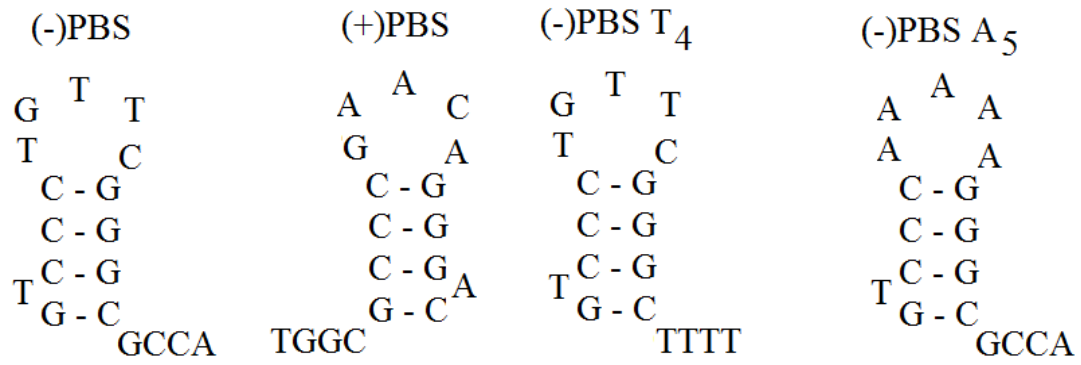 (-)PBS (+)PBS (-)PBS T4 (-)PBS A5
T T A A C T T A A A
G T A C G T A A
T C G A T C A A
C - G C - G C - G C - G
C - G C - G C - G C - G
T C - G C - G A T C - G T C - G
G - C G - C G - C G - C
GCCA TGGC TTTT GCCA